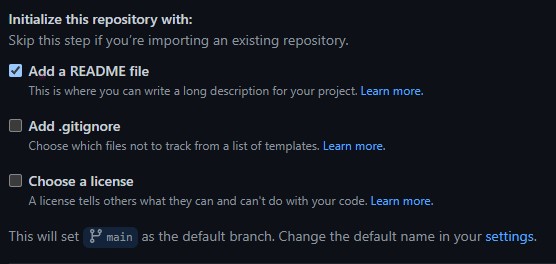 Initialize this repository with:
Skip this step if you're importing an existing repository.
Add a README file
This is where you can write a long description for your project. Learn more.
Add .gitignore
Choose which files not to track from a list of templates. Learn more.
Choose a license
A license tells others what they can and can't do with your code. Learn more.
This will set main as the default branch. Change the default name in your settings.